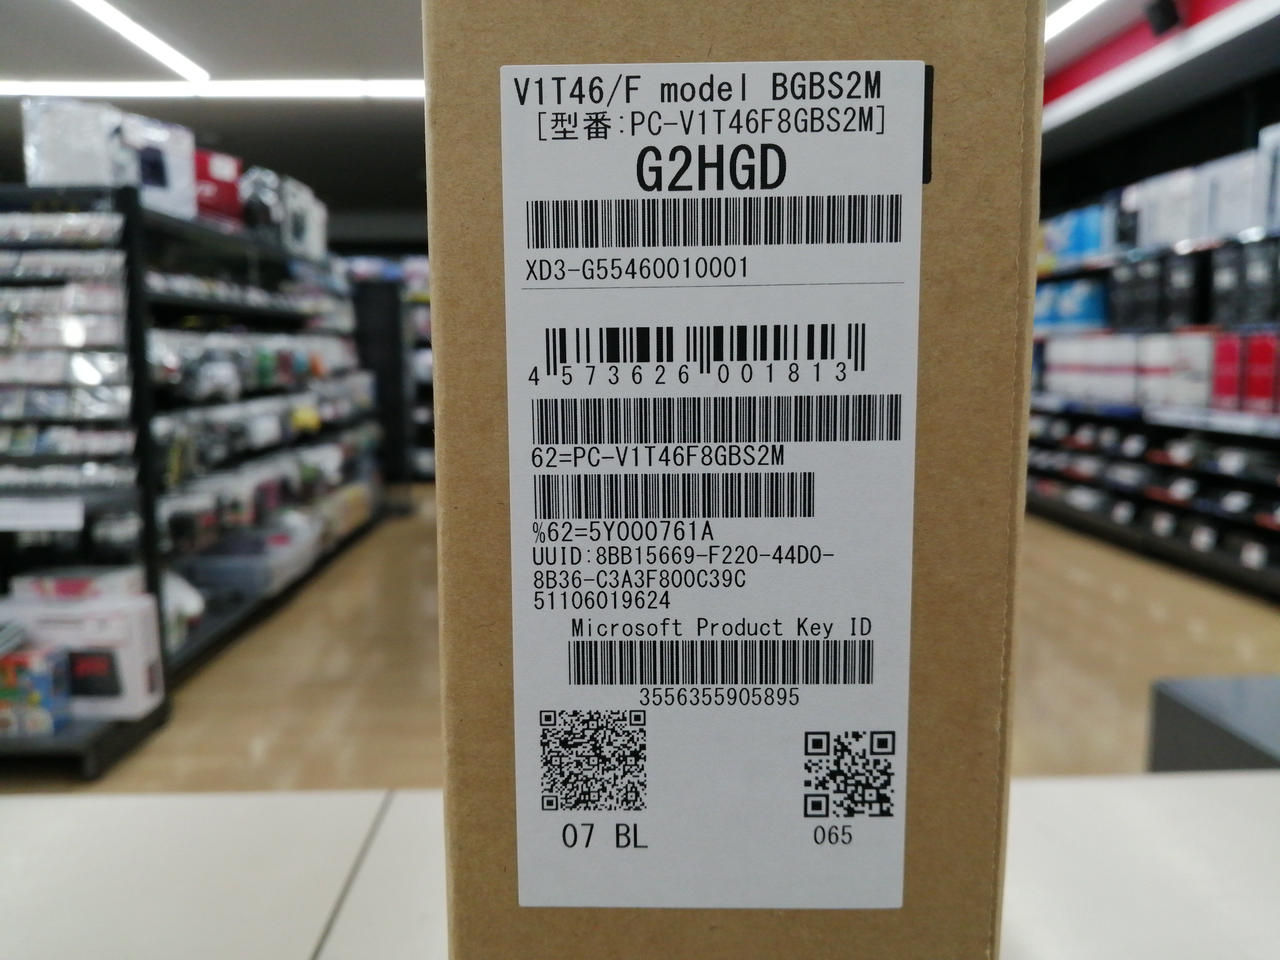 V1T46/F model BGBS2M
[型番:PC-V1T46F8GBS2M]
G2HGD
XD3-G55460010001
4 573626 001813
62=PC-V1T46F8GBS2M
%62=5Y000761A
UUID:8BB15669-F220-44D0-
8B36-C3A3F800C39C
51106019624
Microsoft Product Key ID
3556355905895
07 BL
065